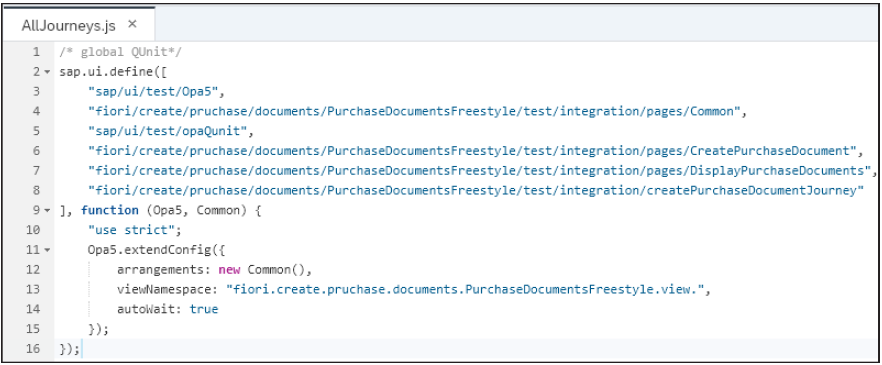 AllJourneys.js ×
1 /* global QUnit*/
2 sap.ui.define([
3 "sap/ui/test/Opa5",
4 "fiori/create/pruchase/documents/PurchaseDocumentsFreestyle/test/integration/pages/Common",
5 "sap/ui/test/opaQunit",
6 "fiori/create/pruchase/documents/PurchaseDocumentsFreestyle/test/integration/pages/CreatePurchaseDocument",
7 "fiori/create/pruchase/documents/PurchaseDocumentsFreestyle/test/integration/pages/DisplayPurchaseDocuments",
8 "fiori/create/pruchase/documents/PurchaseDocumentsFreestyle/test/integration/createPurchaseDocumentJourney"
9 ], function (Opa5, Common) {
10 "use strict";
11 Opa5.extendConfig({
12 arrangements: new Common(),
13 viewNamespace: "fiori.create.pruchase.documents.PurchaseDocumentsFreestyle.view.",
14 autoWait: true
15 });
16 });